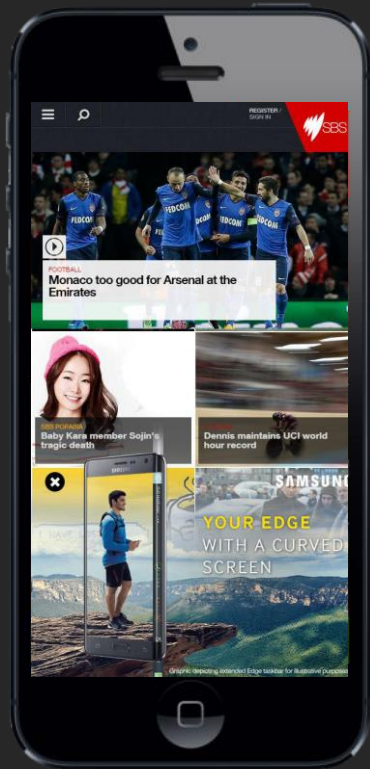 REGISTER /
SIGN IN
SBS
FEDCOM
FEDCOM
FEDCOM
FEDCOM
FOOTBALL
Monaco too good for Arsenal at the
Emirates
SBS POPASIA
Baby Kara member Sojin's
tragic death
Dennis maintains UCI world
hour record
SAMSUNG
SAMSUNG
YOUR EDGE
WITH A CURVED
SCREEN
Graphic depicting extended Edge taskbar for illustrative purposes